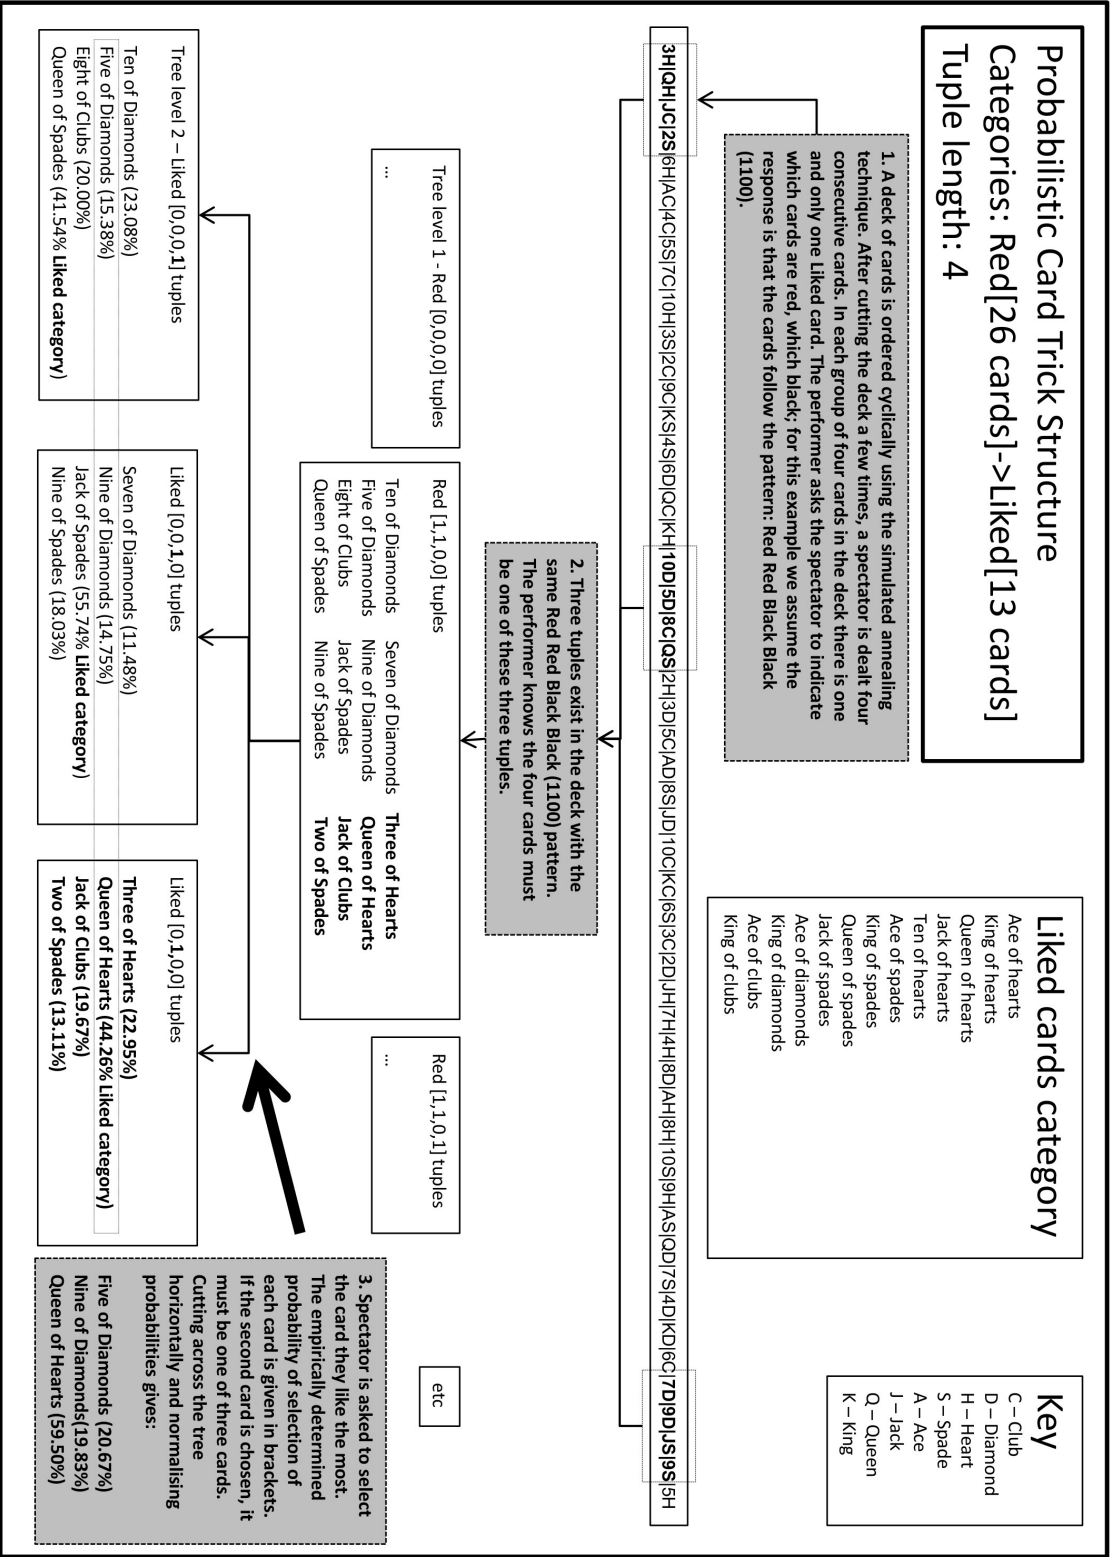 Probabilistic Card Trick Structure
Categories: Red[26 cards]->Liked[13 cards]
Tuple length: 4
Liked cards category
Ace of hearts
King of hearts
Queen of hearts
Jack of hearts
Ten of hearts
Ace of spades
King of spades
Queen of spades
Jack of spades
Ace of diamonds
King of diamonds
Ace of clubs
King of clubs
Key
C – Club
D – Diamond
H – Heart
S – Spade
A – Ace
J – Jack
Q – Queen
K – King
1. A deck of cards is ordered cyclically using the simulated annealing
technique. After cutting the deck a few times, a spectator is dealt four
consecutive cards. In each group of four cards in the deck there is one
and only one Liked card. The performer asks the spectator to indicate
which cards are red, which black; for this example we assume the
response is that the cards follow the pattern: Red Red Black Black
(1100).
3H|QH|JC|2S|6H|AC|4C|5S|7C|10H|3S|2C|9C|KS|4S|6D|QC|KH|10D|5D|8C|QS|2H|3D|5C|AD|8S|JD|10C|KC|6S|3C|2D|JH|7H|4H|8D|AH|8H|10S|9H|AS|QD|7S|4D|KD|6C|7D|9D|JS|9S|5H
2. Three tuples exist in the deck with the
same Red Red Black Black (1100) pattern.
The performer knows the four cards must
be one of these three tuples.
Tree level 1 - Red [0,0,0,0] tuples
...
Red [1,1,0,0] tuples
Ten of Diamonds
Five of Diamonds
Eight of Clubs
Queen of Spades
Seven of Diamonds
Nine of Diamonds
Jack of Spades
Nine of Spades
Three of Hearts
Queen of Hearts
Jack of Clubs
Two of Spades
Red [1,1,0,1] tuples
...
etc
Tree level 2 – Liked [0,0,0,1] tuples
Ten of Diamonds (23.08%)
Five of Diamonds (15.38%)
Eight of Clubs (20.00%)
Queen of Spades (41.54% Liked category)
Liked [0,0,1,0] tuples
Seven of Diamonds (11.48%)
Nine of Diamonds (14.75%)
Jack of Spades (55.74% Liked category)
Nine of Spades (18.03%)
Liked [0,1,0,0] tuples
Three of Hearts (22.95%)
Queen of Hearts (44.26% Liked category)
Jack of Clubs (19.67%)
Two of Spades (13.11%)
3. Spectator is asked to select
the card they like the most.
The empirically determined
probability of selection of
each card is given in brackets.
If the second card is chosen, it
must be one of three cards.
Cutting across the tree
horizontally and normalising
probabilities gives:
Five of Diamonds (20.67%)
Nine of Diamonds(19.83%)
Queen of Hearts (59.50%)